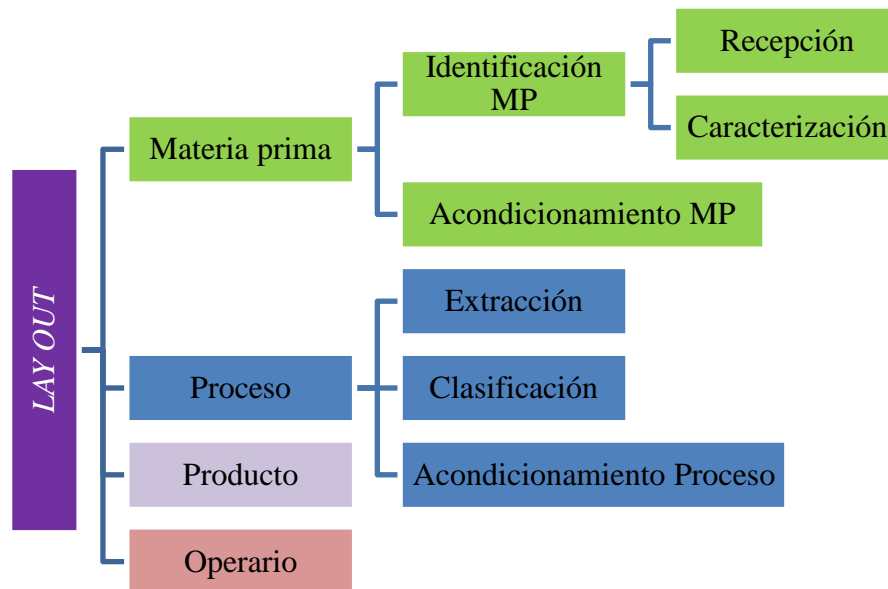 LAY OUT
Materia prima
Identificación
MP
Recepción
Caracterización
Acondicionamiento MP
Proceso
Extracción
Clasificación
Acondicionamiento Proceso
Producto
Operario